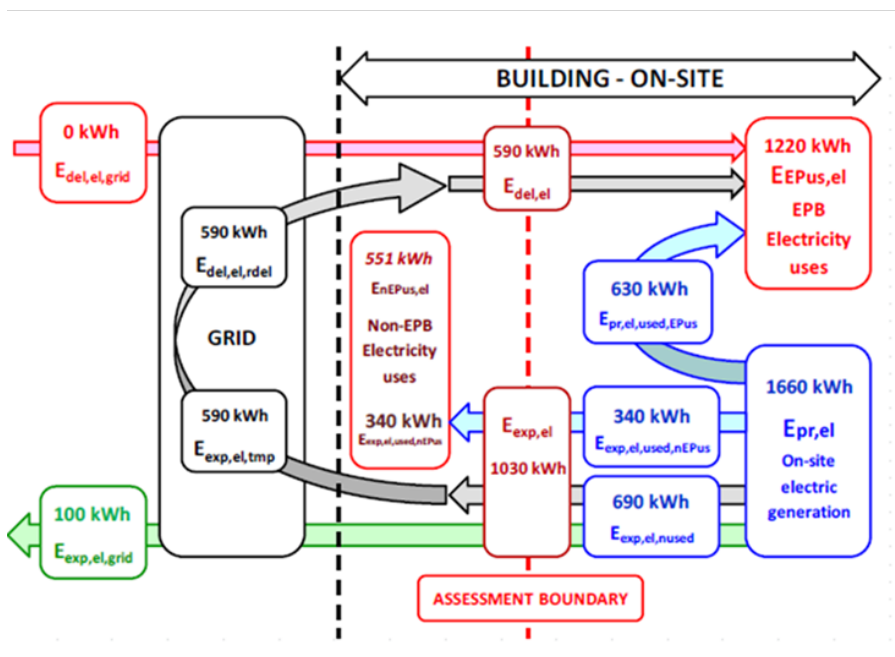 BUILDING - ON-SITE
0 kWh
Edel,el,grid
590 kWh
Edel,el
1220 kWh
EEPus,el
EPB
Electricity
uses
590 kWh
Edel,el,rdel
GRID
590 kWh
Eexp,el,tmp
551 kWh
EnEPus,el
Non-EPB
Electricity
uses
340 kWh
Eexp,el,used,nEPus
630 kWh
Epr,el,used,EPus
Eexp,el
1030 kWh
340 kWh
Eexp,el,used,nEPus
690 kWh
Eexp,el,nused
1660 kWh
Epr,el
On-site
electric
generation
100 kWh
Eexp,el,grid
ASSESSMENT BOUNDARY